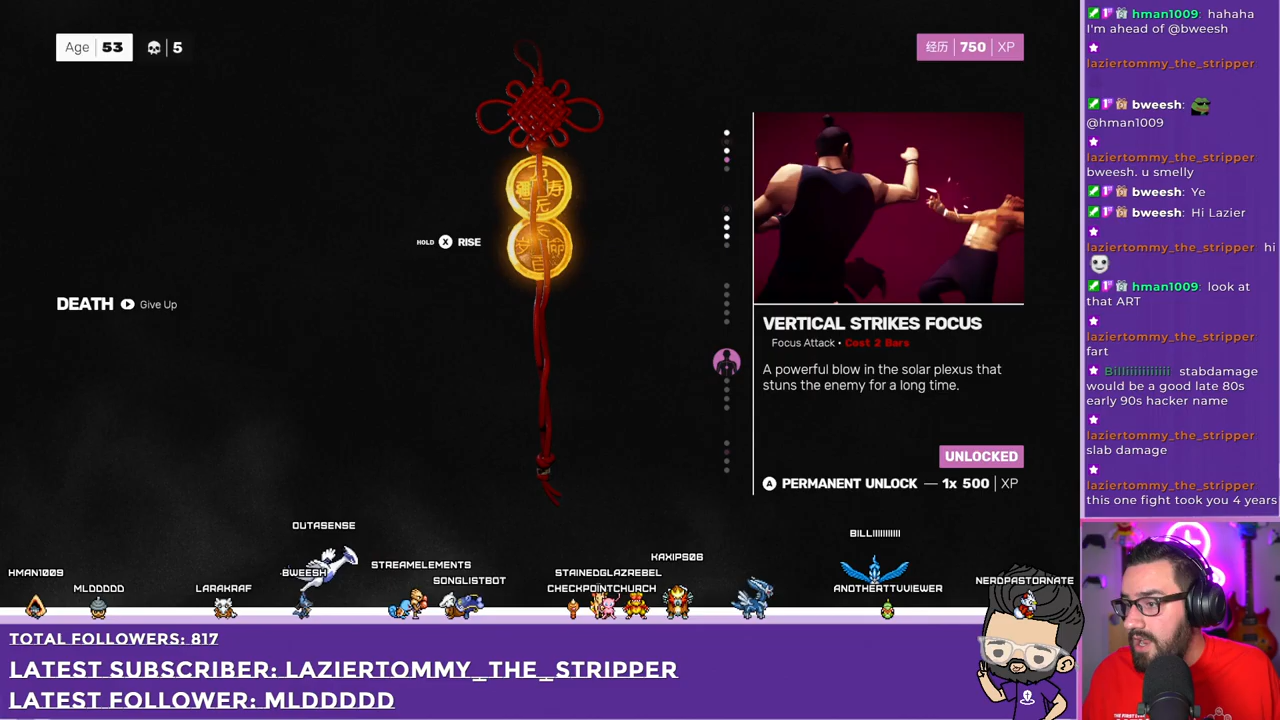 Age 53
5
经历 750 XP
HOLD X RISE
DEATH Give Up
VERTICAL STRIKES FOCUS
Focus Attack • Cost 2 Bars
A powerful blow in the solar plexus that
stuns the enemy for a long time.
UNLOCKED
A PERMANENT UNLOCK — 1x 500 XP
hman1009: hahaha
I'm ahead of @bweesh
laziertommy_the_stripper
bweesh:
@hman1009
laziertommy_the_stripper
bweesh. u smelly
bweesh: Ye
bweesh: Hi Lazier
laziertommy_the_stripper hi
hman1009: look at
that ART
laziertommy_the_stripper
fart
Billiiiiiiiiiii stabdamage
would be a good late 80s
early 90s hacker name
laziertommy_the_stripper
slab damage
laziertommy_the_stripper
this one fight took you 4 years
HMAN1009
MLDDDDD
LARAKRAF
OUTASENSE
BWEESH
STREAMELEMENTS
SONGLISTBOT
STAINEDGLAZREBEL
CHECKPOINTCHURCH
KAXIPS06
BILLIIIIIIIIIII
ANOTHERTTVVIEWER
NERDPASTORNATE
TOTAL FOLLOWERS: 817
LATEST SUBSCRIBER: LAZIERTOMMY_THE_STRIPPER
LATEST FOLLOWER: MLDDDDD